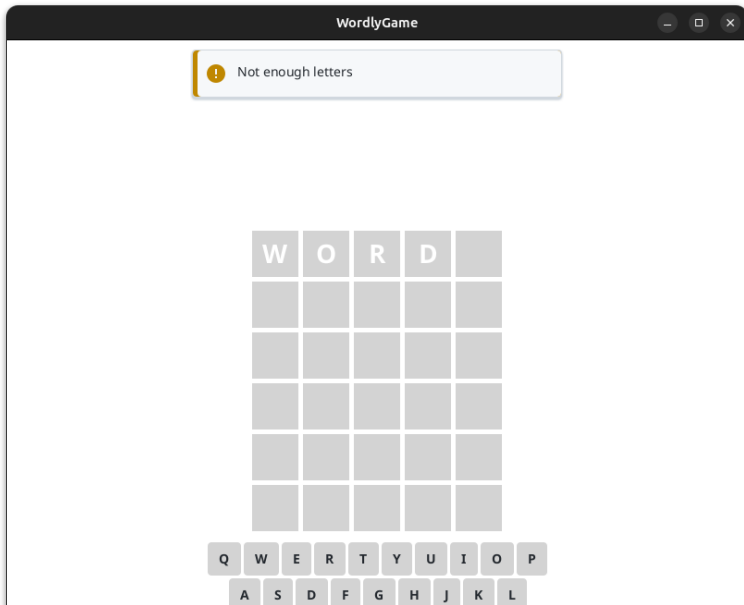 WordlyGame
Not enough letters
W O R D
Q W E R T Y U I O P
A S D F G H J K L